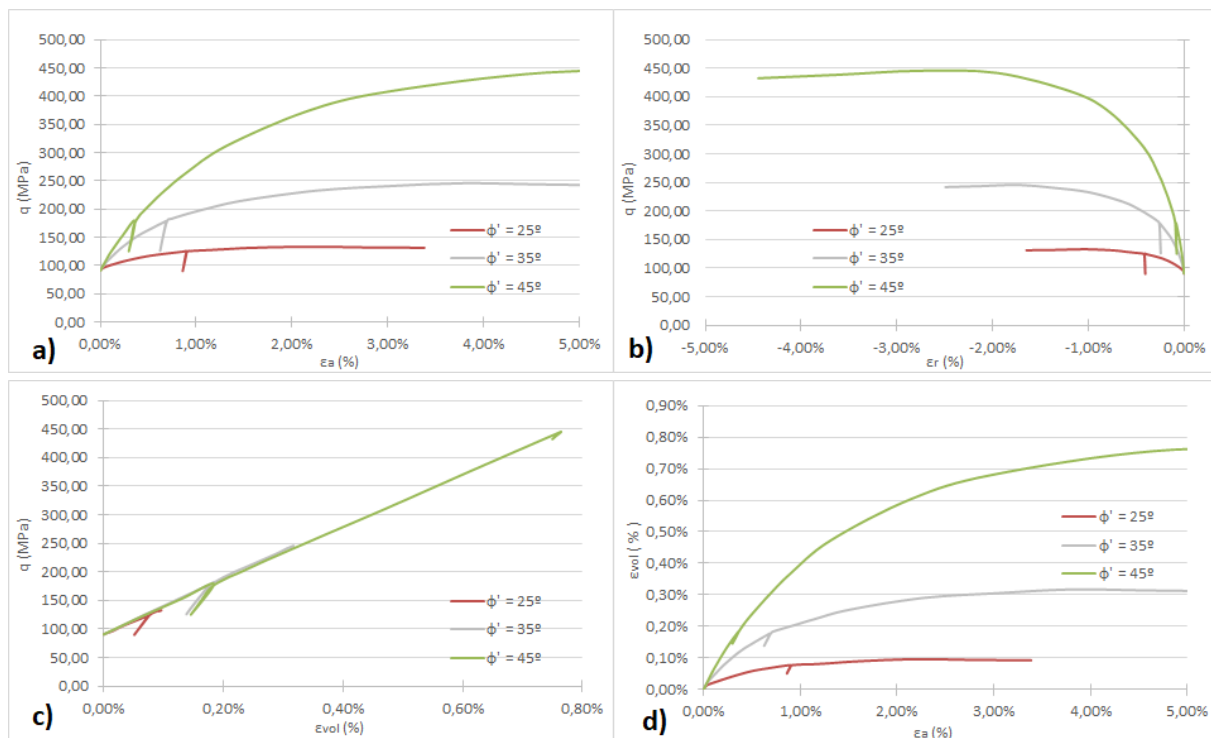 500,00
450,00
400,00
350,00
300,00
250,00
200,00
150,00
100,00
50,00
0,00
q (MPa)
0,00% 1,00% 2,00% 3,00% 4,00% 5,00%
εa (%)
ϕ' = 25º
ϕ' = 35º
ϕ' = 45º
a)
500,00
450,00
400,00
350,00
300,00
250,00
200,00
150,00
100,00
50,00
0,00
q (MPa)
-5,00% -4,00% -3,00% -2,00% -1,00% 0,00%
εr (%)
ϕ' = 25º
ϕ' = 35º
ϕ' = 45º
b)
500,00
450,00
400,00
350,00
300,00
250,00
200,00
150,00
100,00
50,00
0,00
q (MPa)
0,00% 0,20% 0,40% 0,60% 0,80%
εvol (%)
ϕ' = 25º
ϕ' = 35º
ϕ' = 45º
c)
0,90%
0,80%
0,70%
0,60%
0,50%
0,40%
0,30%
0,20%
0,10%
0,00%
εvol ( % )
0,00% 1,00% 2,00% 3,00% 4,00% 5,00%
εa (%)
ϕ' = 25º
ϕ' = 35º
ϕ' = 45º
d)